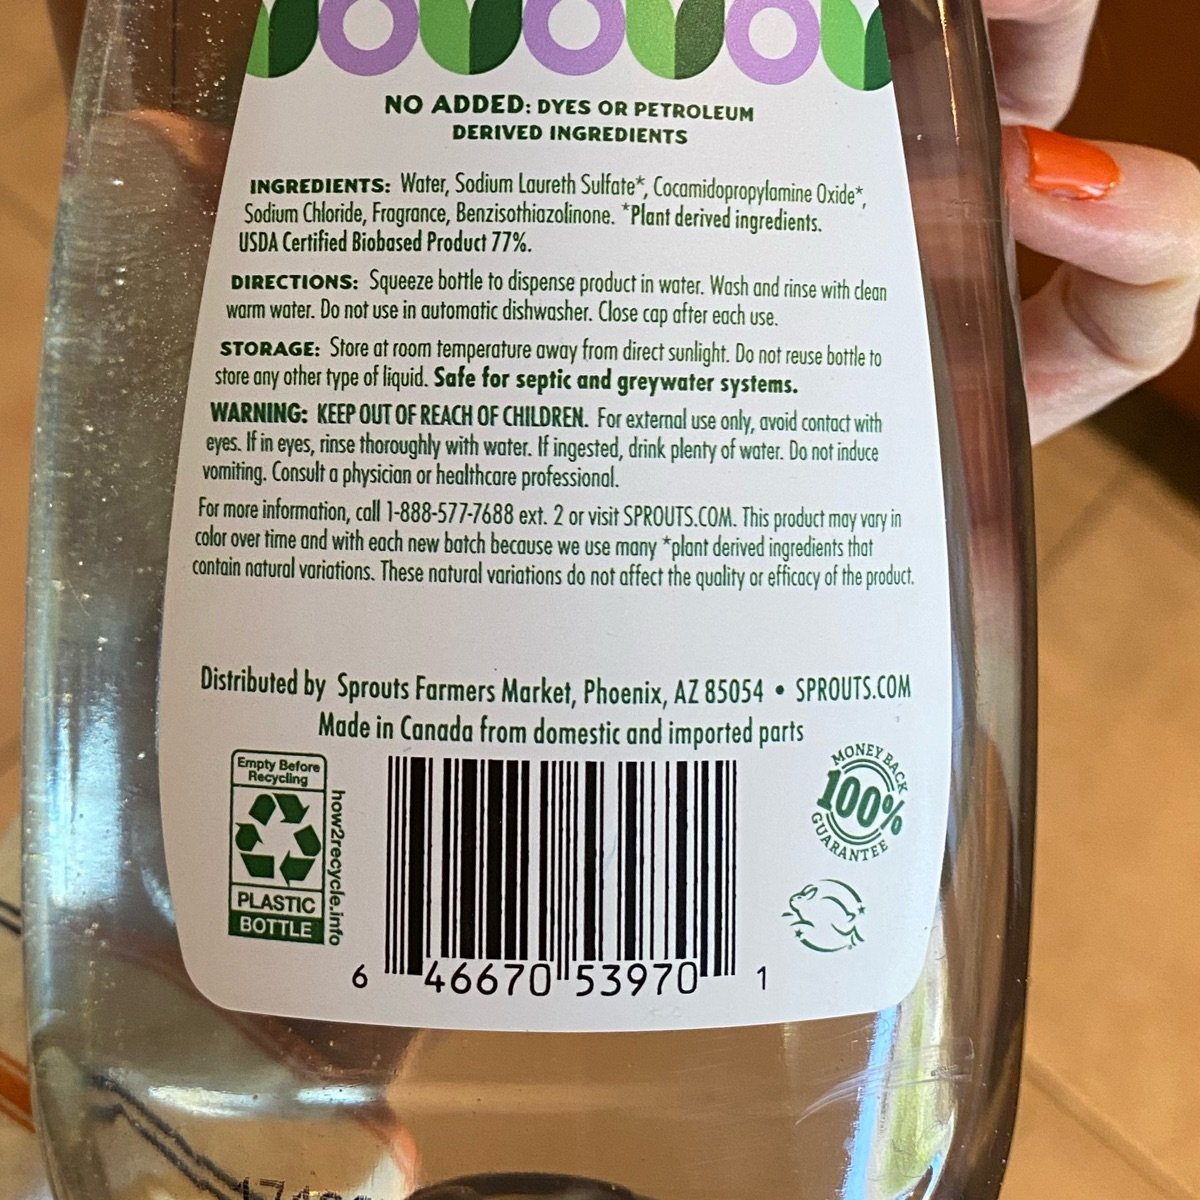 NO ADDED: DYES OR PETROLEUM
DERIVED INGREDIENTS
INGREDIENTS: Water, Sodium Laureth Sulfate*, Cocamidopropylamine Oxide*,
Sodium Chloride, Fragrance, Benzisothiazolinone. *Plant derived ingredients.
USDA Certified Biobased Product 77%.
DIRECTIONS: Squeeze bottle to dispense product in water. Wash and rinse with clean
warm water. Do not use in automatic dishwasher. Close cap after each use.
STORAGE: Store at room temperature away from direct sunlight. Do not reuse bottle to
store any other type of liquid. Safe for septic and greywater systems.
WARNING: KEEP OUT OF REACH OF CHILDREN. For external use only, avoid contact with
eyes. If in eyes, rinse thoroughly with water. If ingested, drink plenty of water. Do not induce
vomiting. Consult a physician or healthcare professional.
For more information, call 1-888-577-7688 ext. 2 or visit SPROUTS.COM. This product may vary in
color over time and with each new batch because we use many *plant derived ingredients that
contain natural variations. These natural variations do not affect the quality or efficacy of the product.
Distributed by Sprouts Farmers Market, Phoenix, AZ 85054 • SPROUTS.COM
Made in Canada from domestic and imported parts
Empty Before
Recycling
PLASTIC
BOTTLE
how2recycle.info
6 46670 53970 1
MONEY BACK
100%
GUARANTEE